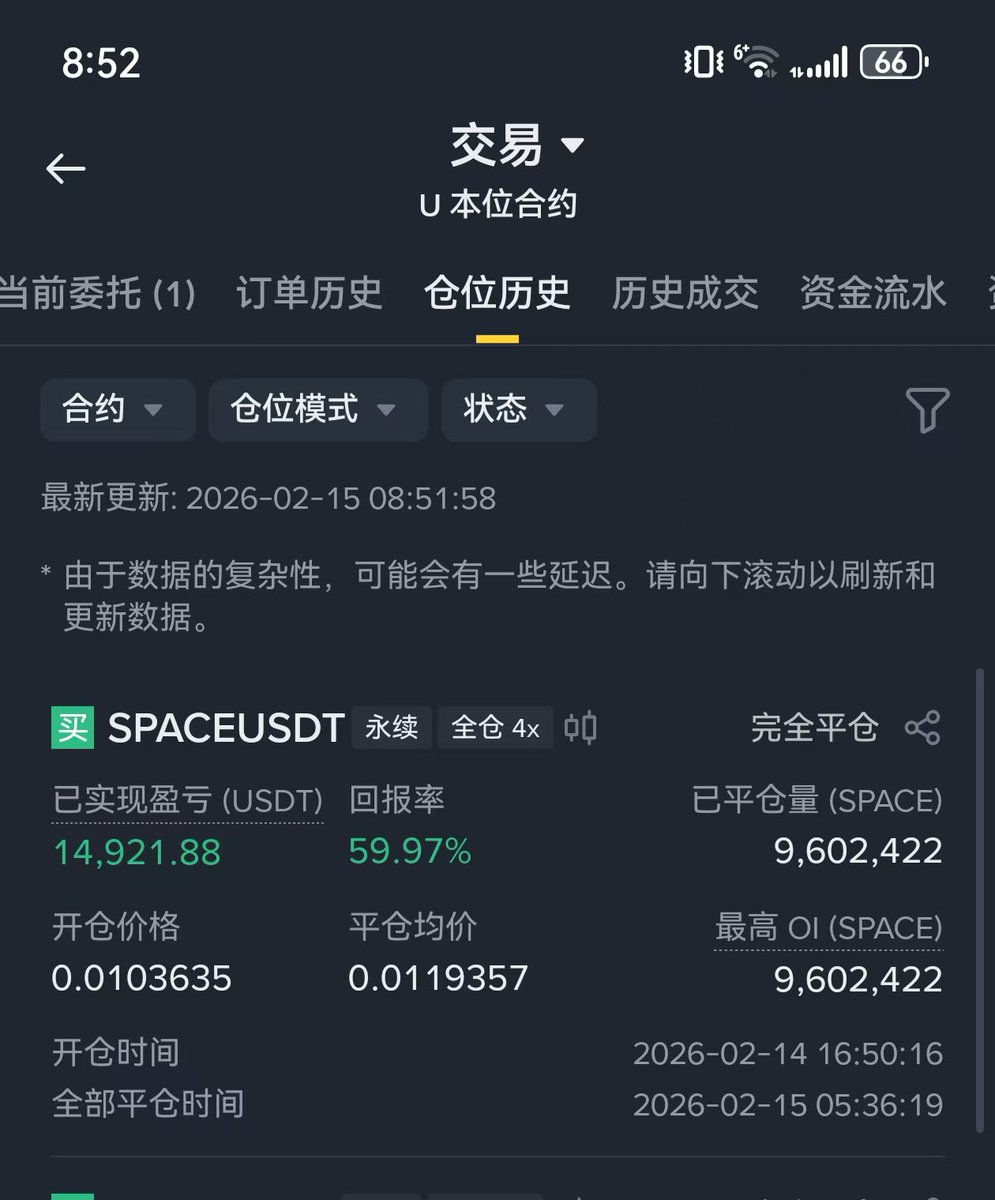 8:52 6+ 66
交易
U 本位合约
当前委托 (1) 订单历史 仓位历史 历史成交 资金流水
合约 仓位模式 状态
最新更新: 2026-02-15 08:51:58
* 由于数据的复杂性，可能会有一些延迟。请向下滚动以刷新和
更新数据。
买 SPACEUSDT 永续 全仓 4x 完全平仓
已实现盈亏 (USDT) 回报率 已平仓量 (SPACE)
14,921.88 59.97% 9,602,422
开仓价格 平仓均价 最高 OI (SPACE)
0.0103635 0.0119357 9,602,422
开仓时间 2026-02-14 16:50:16
全部平仓时间 2026-02-15 05:36:19